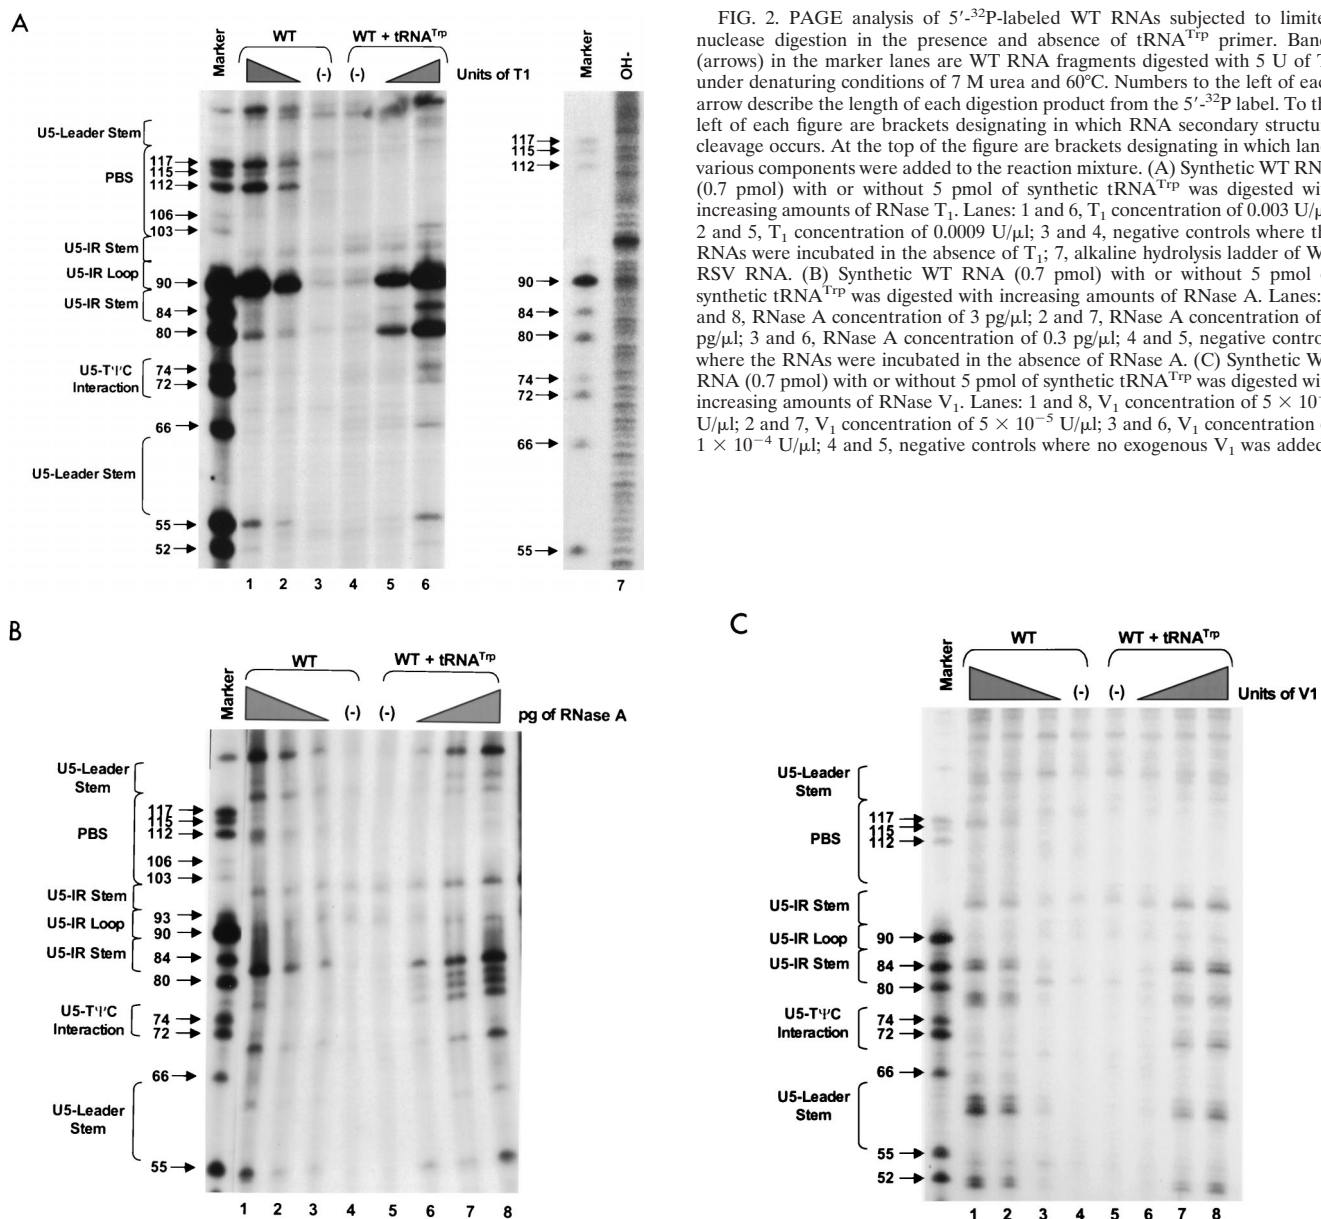 A
Marker
WT
WT + tRNATrp
(-)
(-)
Units of T1
U5-Leader Stem
117
115
PBS
112
106
103
U5-IR Stem
U5-IR Loop
90
U5-IR Stem
84
80
U5-TΨC
Interaction
74
72
66
U5-Leader Stem
55
52
1 2 3 4 5 6
Marker
OH-
117
115
112
90
84
80
74
72
66
55
7
FIG. 2. PAGE analysis of 5′-32P-labeled WT RNAs subjected to limite
nuclease digestion in the presence and absence of tRNATrp primer. Band
(arrows) in the marker lanes are WT RNA fragments digested with 5 U of T
under denaturing conditions of 7 M urea and 60°C. Numbers to the left of eac
arrow describe the length of each digestion product from the 5′-32P label. To th
left of each figure are brackets designating in which RNA secondary structur
cleavage occurs. At the top of the figure are brackets designating in which lan
various components were added to the reaction mixture. (A) Synthetic WT RN
(0.7 pmol) with or without 5 pmol of synthetic tRNATrp was digested wit
increasing amounts of RNase T1. Lanes: 1 and 6, T1 concentration of 0.003 U/μ
2 and 5, T1 concentration of 0.0009 U/μl; 3 and 4, negative controls where th
RNAs were incubated in the absence of T1; 7, alkaline hydrolysis ladder of W
RSV RNA. (B) Synthetic WT RNA (0.7 pmol) with or without 5 pmol
synthetic tRNATrp was digested with increasing amounts of RNase A. Lanes:
and 8, RNase A concentration of 3 pg/μl; 2 and 7, RNase A concentration of
pg/μl; 3 and 6, RNase A concentration of 0.3 pg/μl; 4 and 5, negative control
where the RNAs were incubated in the absence of RNase A. (C) Synthetic W
RNA (0.7 pmol) with or without 5 pmol of synthetic tRNATrp was digested wit
increasing amounts of RNase V1. Lanes: 1 and 8, V1 concentration of 5 × 10
U/μl; 2 and 7, V1 concentration of 5 × 10−5 U/μl; 3 and 6, V1 concentration
1 × 10−4 U/μl; 4 and 5, negative controls where no exogenous V1 was added
B
Marker
WT
WT + tRNATrp
(-)
(-)
pg of RNase A
U5-Leader
Stem
117
115
PBS
112
106
103
U5-IR Stem
93
U5-IR Loop
90
U5-IR Stem
84
80
U5-TΨC
Interaction
74
72
66
U5-Leader
Stem
55
1 2 3 4 5 6 7 8
C
Marker
WT
WT + tRNATrp
(-)
(-)
Units of V1
U5-Leader
Stem
117
115
PBS
112
U5-IR Stem
U5-IR Loop
90
U5-IR Stem
84
80
U5-TΨC
Interaction
74
72
66
U5-Leader
Stem
55
52
1 2 3 4 5 6 7 8